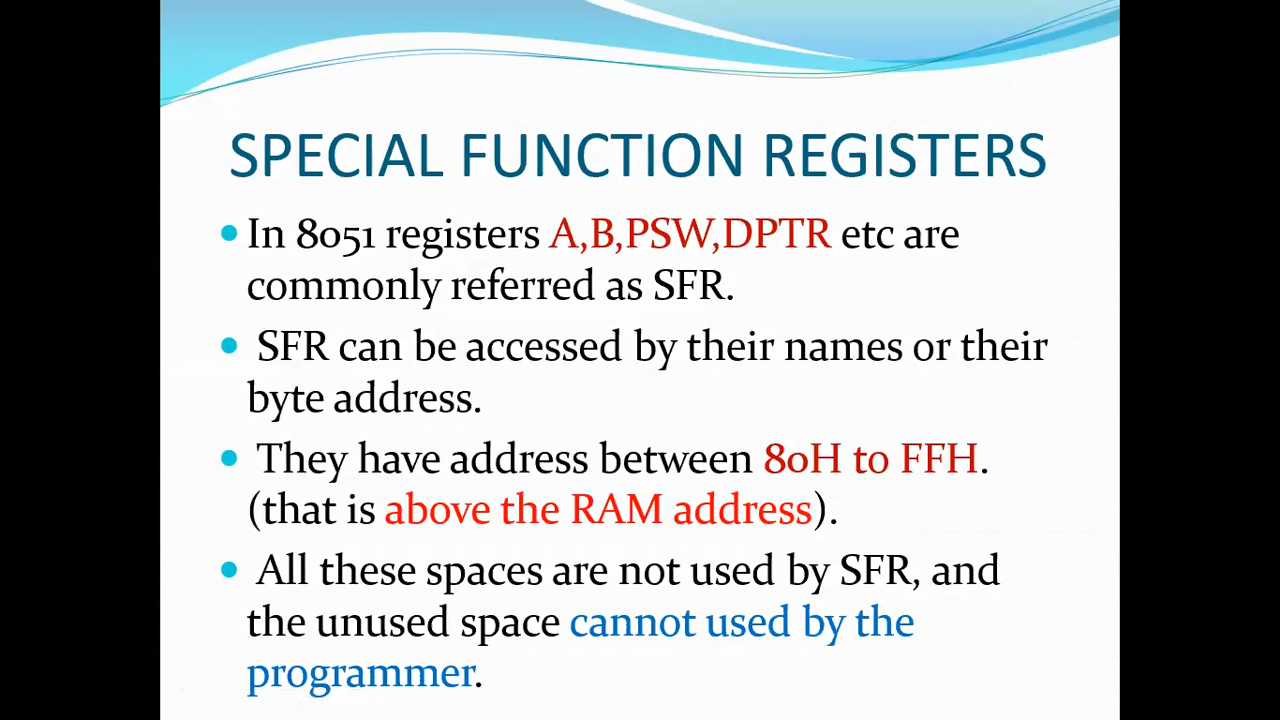 SPECIAL FUNCTION REGISTERS
• In 8051 registers A,B,PSW,DPTR etc are
commonly referred as SFR.
• SFR can be accessed by their names or their
byte address.
• They have address between 80H to FFH.
(that is above the RAM address).
• All these spaces are not used by SFR, and
the unused space cannot used by the
programmer.